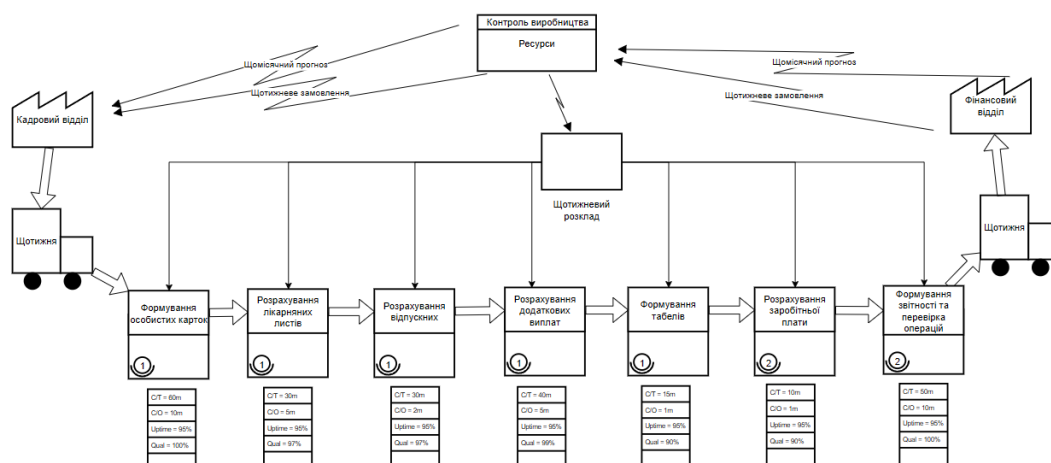 Контроль виробництва
Ресурси
Щомісячний прогноз
Щотижневе замовлення
Щомісячний прогноз
Щотижневе замовлення
Кадровий відділ
Фінансовий
відділ
Щотижневий
розклад
Щотижня
Щотижня
Формування
особистих карток
Розрахування
лікарняних
листів
Розрахування
відпускних
Розрахування
додаткових
виплат
Формування
табелів
Розрахування
заробітної
плати
Формування
звітності та
перевірка
операцій
1
1
1
1
1
2
2
C/T = 60m
C/O = 10m
Uptime = 95%
Qual = 100%
C/T = 30m
C/O = 5m
Uptime = 95%
Qual = 97%
C/T = 30m
C/O = 2m
Uptime = 95%
Qual = 97%
C/T = 40m
C/O = 5m
Uptime = 95%
Qual = 99%
C/T = 15m
C/O = 1m
Uptime = 95%
Qual = 90%
C/T = 10m
C/O = 1m
Uptime = 95%
Qual = 90%
C/T = 50m
C/O = 10m
Uptime = 95%
Qual = 100%